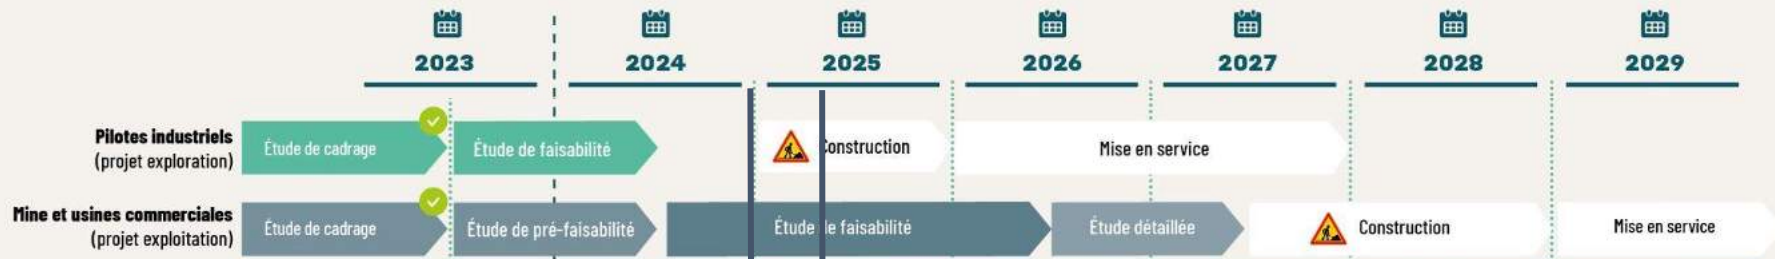 2023
2024
2025
2026
2027
2028
2029
Pilotes industriels
(projet exploration)
Étude de cadrage
Étude de faisabilité
Construction
Mise en service
Mine et usines commerciales
(projet exploitation)
Étude de cadrage
Étude de pré-faisabilité
Étude de faisabilité
Étude détaillée
Construction
Mise en service